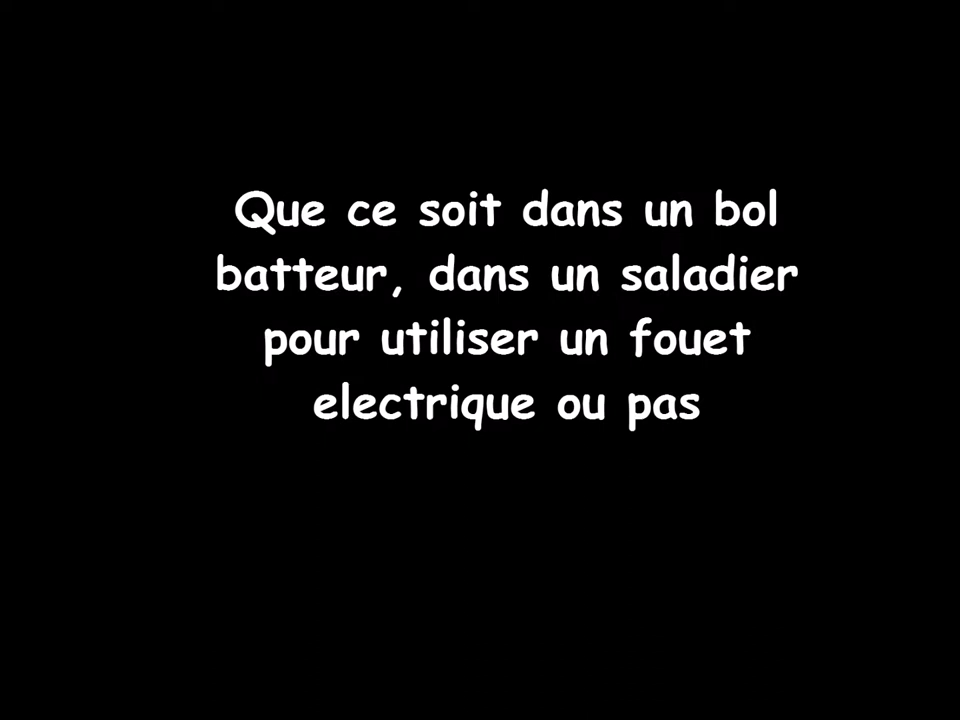 Que ce soit dans un bol
batteur, dans un saladier
pour utiliser un fouet
electrique ou pas